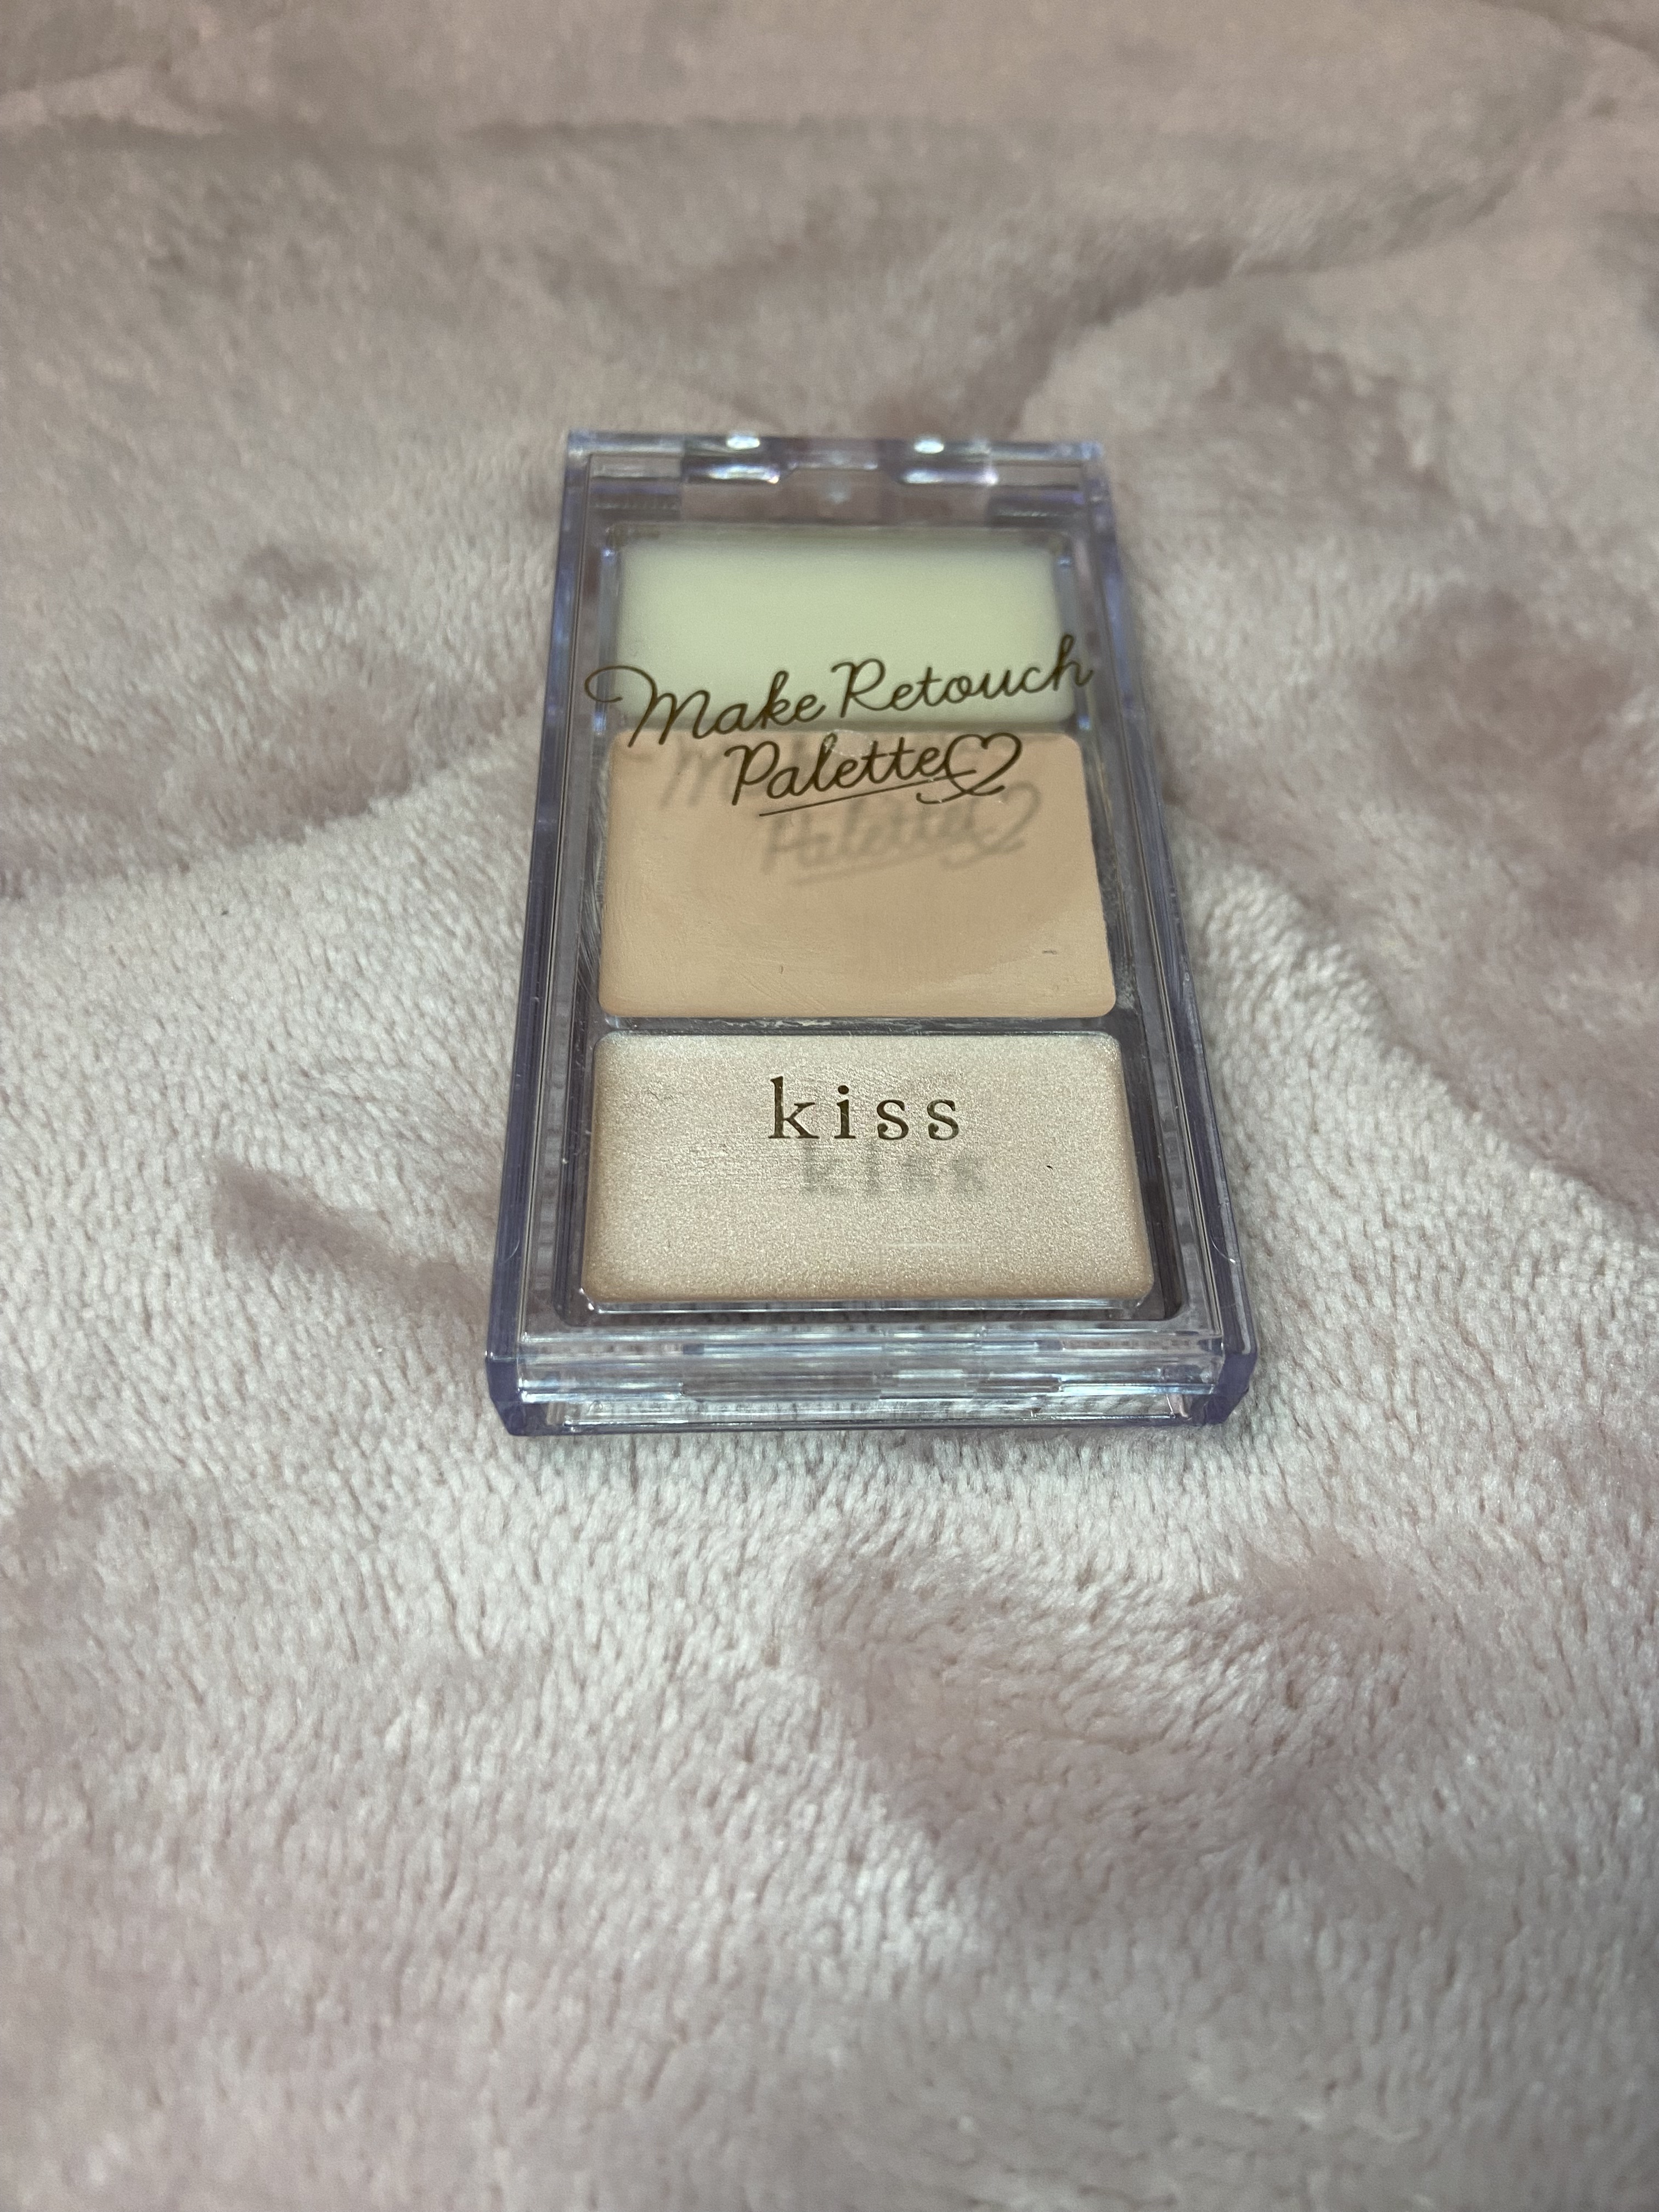 Make Retouch
Palette♡
kiss